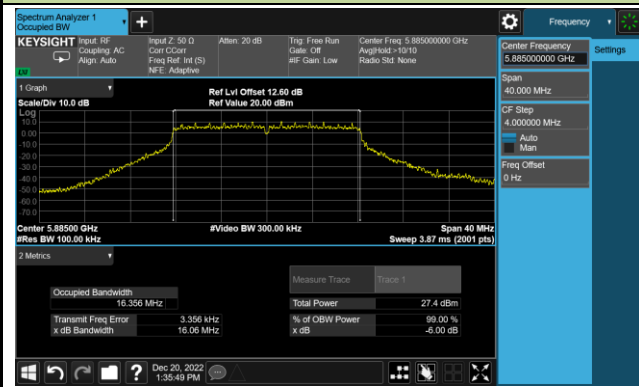 Spectrum Analyzer 1
Occupied BW
Frequency
KEYSIGHT
Input: RF
Coupling: AC
Align: Auto
Input Z: 50 Ω
Corr CCorr
Freq Ref: Int (S)
NFE: Adaptive
Atten: 20 dB
Trig: Free Run
Gate: Off
#IF Gain: Low
Center Freq: 5.885000000 GHz
Avg|Hold:>10/10
Radio Std: None
LXI
Center Frequency
5.885000000 GHz
Settings
Span
40.000 MHz
CF Step
4.000000 MHz
Auto
Man
Freq Offset
0 Hz
1 Graph
Scale/Div 10.0 dB
Ref Lvl Offset 12.60 dB
Ref Value 20.00 dBm
Log
10.0
0.00
-10.0
-20.0
-30.0
-40.0
-50.0
-60.0
-70.0
Center 5.88500 GHz
#Res BW 100.00 kHz
#Video BW 300.00 kHz
Span 40 MHz
Sweep 3.87 ms (2001 pts)
2 Metrics
Measure Trace
Trace 1
Occupied Bandwidth
16.356 MHz
Total Power
27.4 dBm
Transmit Freq Error
3.356 kHz
% of OBW Power
99.00 %
x dB Bandwidth
16.06 MHz
x dB
-6.00 dB
?
Dec 20, 2022
1:35:49 PM